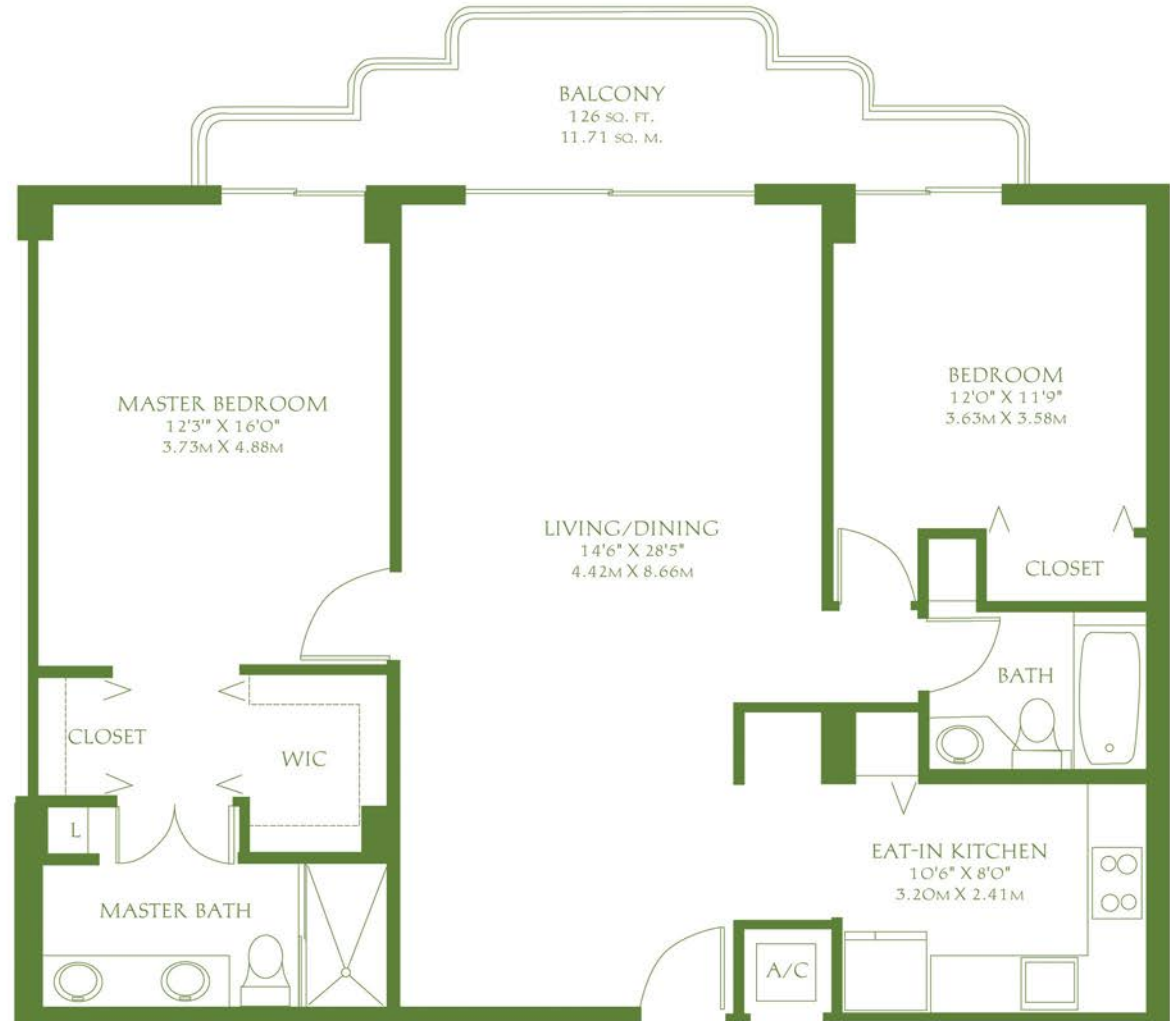 BALCONY
126 SQ. FT.
11.71 SQ. M.
MASTER BEDROOM
12'3" X 16'0"
3.73M X 4.88M
BEDROOM
12'0" X 11'9"
3.63M X 3.58M
LIVING/DINING
14'6" X 28'5"
4.42M X 8.66M
CLOSET
BATH
CLOSET
WIC
L
EAT-IN KITCHEN
10'6" X 8'0"
3.20M X 2.41M
MASTER BATH
A/C